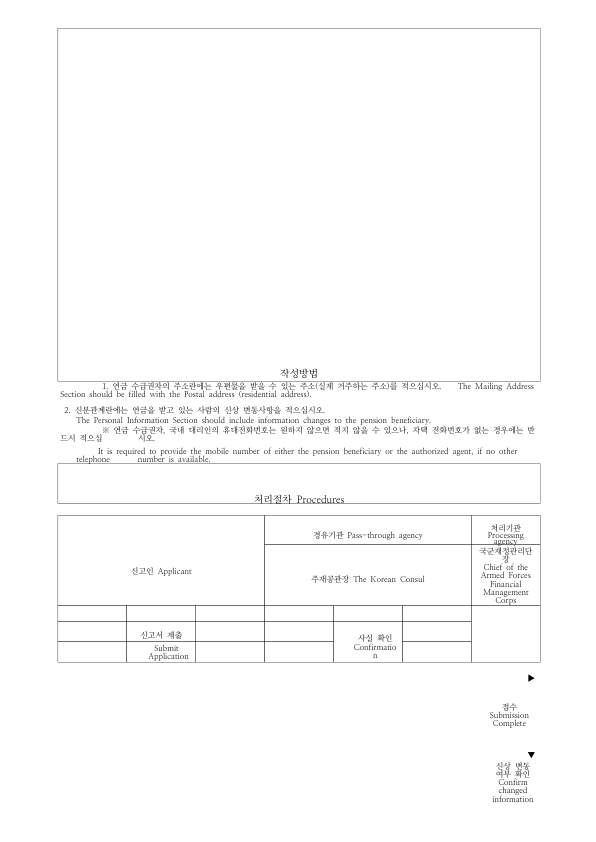 작성방법
1. 연금 수급권자의 주소란에는 우편물을 받을 수 있는 주소(실제 거주하는 주소)를 적으십시오. The Mailing Address
Section should be filled with the Postal address (residential address).
2. 신분관계란에는 연금을 받고 있는 사람의 신상 변동사항을 적으십시오.
The Personal Information Section should include information changes to the pension beneficiary.
※ 연금 수급권자, 국내 대리인의 휴대전화번호는 원하지 않으면 적지 않을 수 있으나, 자택 전화번호가 없는 경우에는 반
드시 적으십 시오.
It is required to provide the mobile number of either the pension beneficiary or the authorized agent, if no other
telephone number is available.
처리절차 Procedures
신고인 Applicant
경유기관 Pass-through agency
처리기관
Processing
agency
주재공관장 The Korean Consul
국군재정관리단
장
Chief of the
Armed Forces
Financial
Management
Corps
신고서 제출
Submit
Application
사실 확인
Confirmatio
n
▶
접수
Submission
Complete
▼
신상 변동
여부 확인
Confirm
changed
information